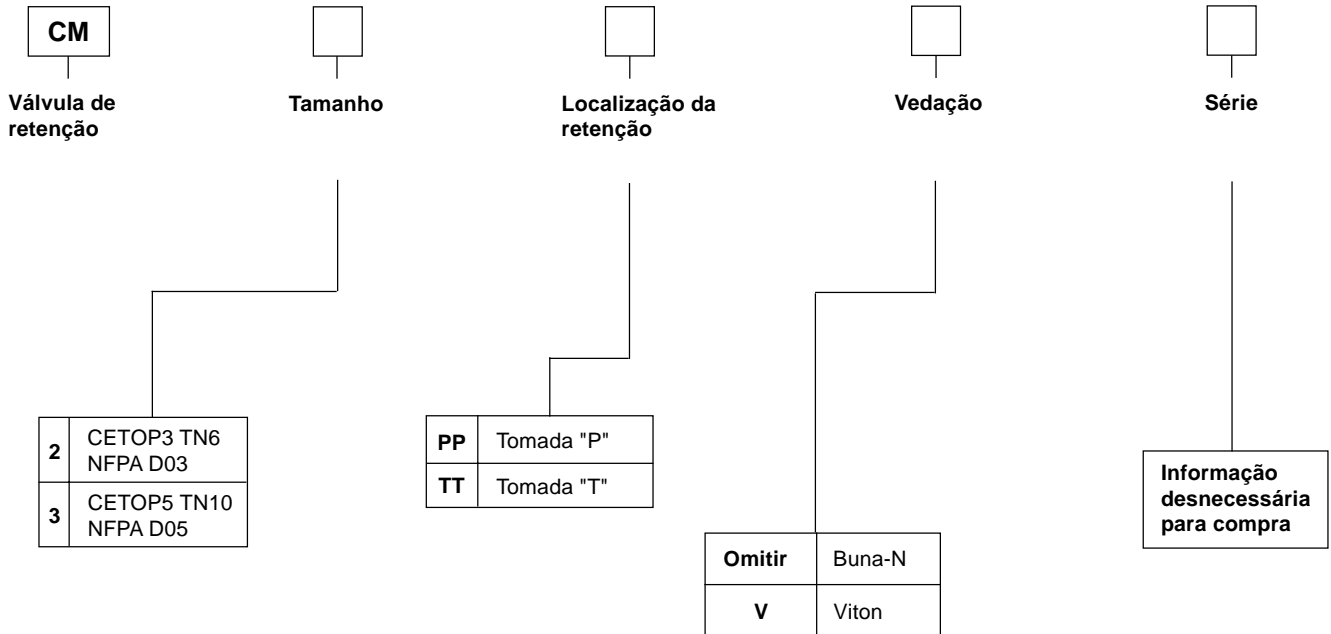 CM
Válvula de
retenção
Tamanho
Localização da
retenção
Vedação
Série
2
CETOP3 TN6
NFPA D03
3
CETOP5 TN10
NFPA D05
PP
Tomada "P"
TT
Tomada "T"
Omitir
Buna-N
V
Viton
Informação
desnecessária
para compra